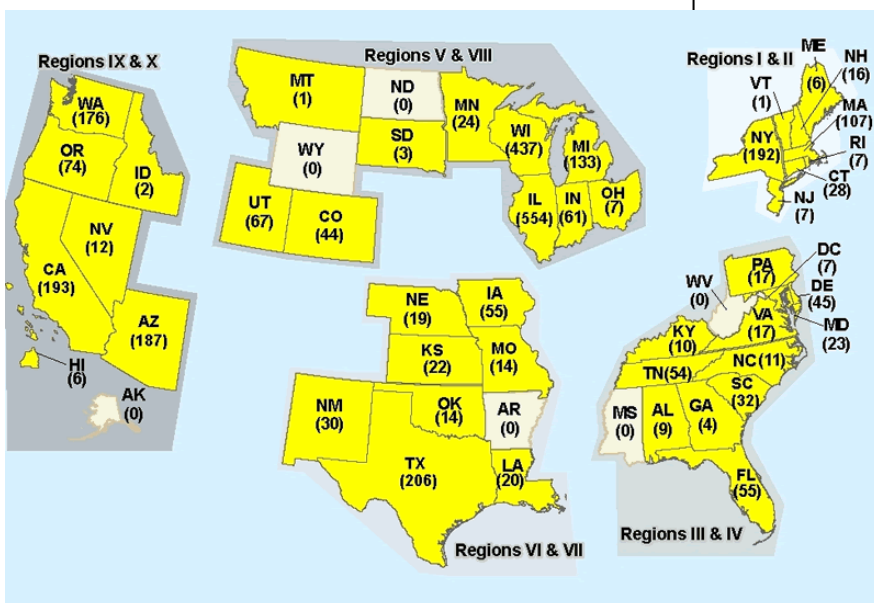 Regions IX & X
WA
(176)
OR
(74)
ID
(2)
NV
(12)
CA
(193)
AZ
(187)
HI
(6)
AK
(0)
Regions V & VIII
MT
(1)
ND
(0)
MN
(24)
SD
(3)
WY
(0)
WI
(437)
MI
(133)
UT
(67)
CO
(44)
IL
(554)
IN
(61)
OH
(7)
Regions I & II
ME
(6)
NH
(16)
VT
(1)
MA
(107)
NY
(192)
RI
(7)
CT
(28)
NJ
(7)
NE
(19)
IA
(55)
KS
(22)
MO
(14)
NM
(30)
OK
(14)
AR
(0)
TX
(206)
LA
(20)
Regions VI & VII
PA
(17)
DC
(7)
WV
(0)
DE
(45)
VA
(17)
MD
(23)
KY
(10)
NC(11)
TN(54)
SC
(32)
MS
(0)
AL
(9)
GA
(4)
FL
(55)
Regions III & IV